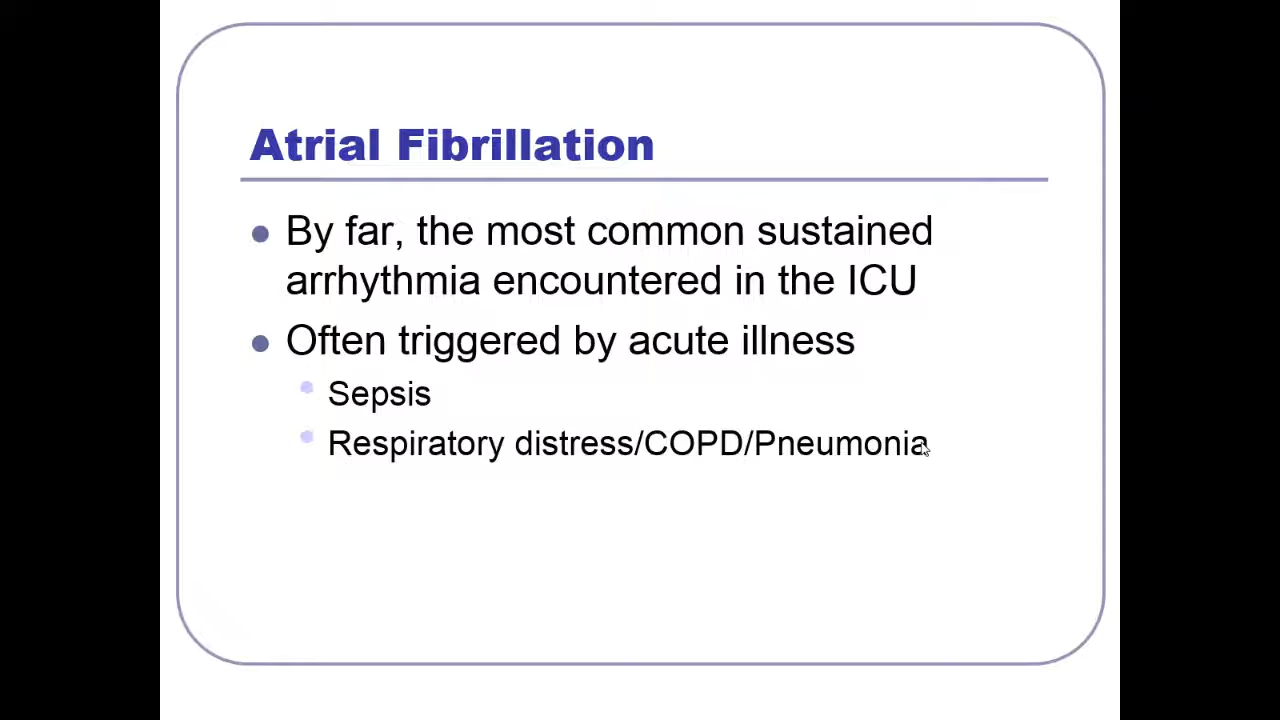 Atrial Fibrillation
By far, the most common sustained
arrhythmia encountered in the ICU
Often triggered by acute illness
Sepsis
Respiratory distress/COPD/Pneumonia